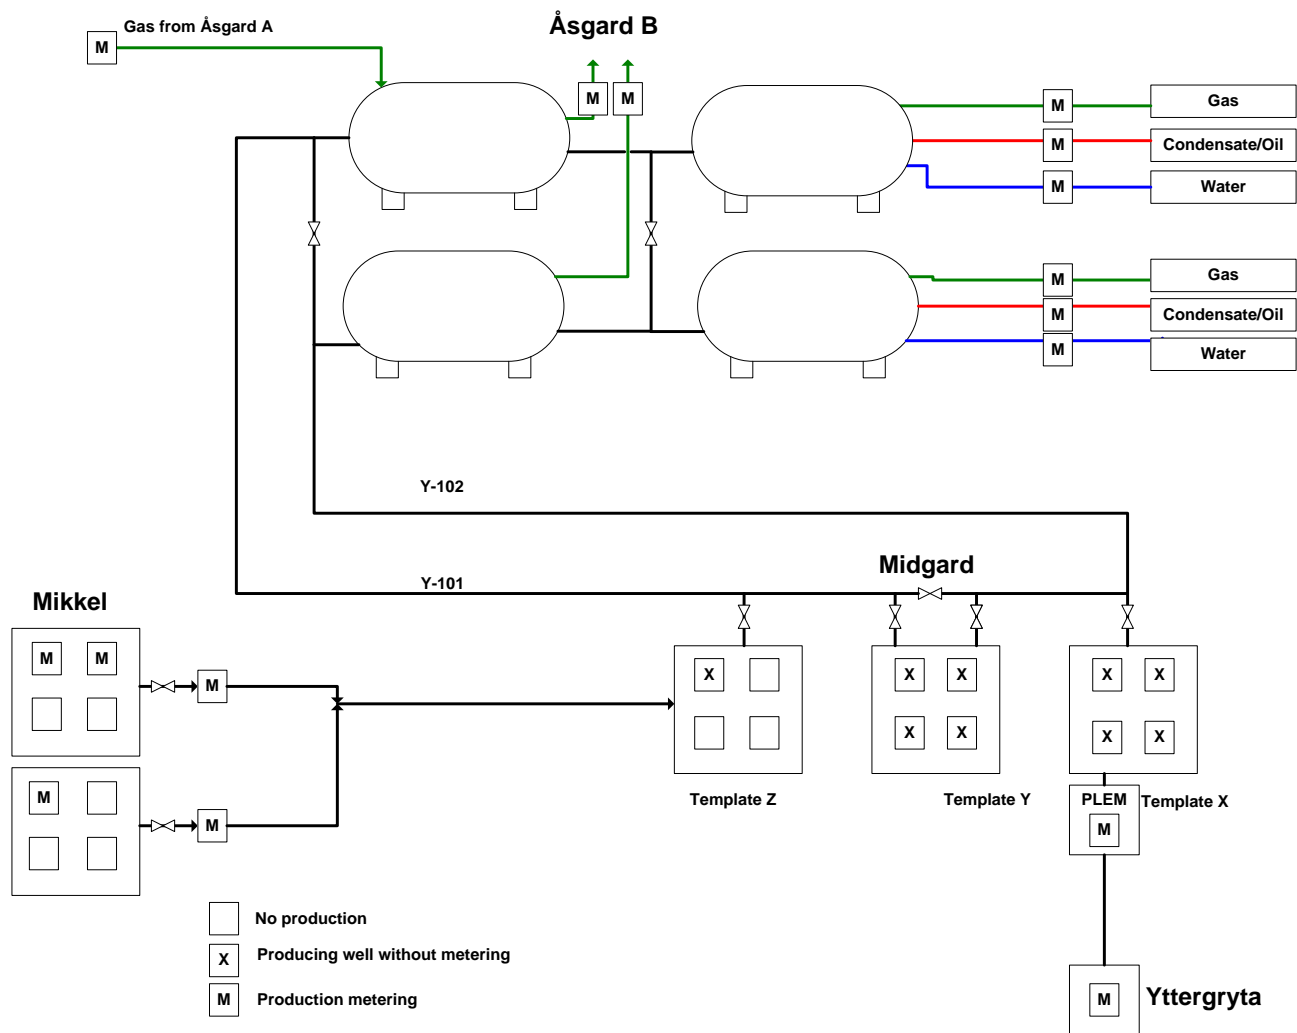 Gas from Åsgard A
Åsgard B
M
M
M
M
Gas
M
Condensate/Oil
M
Water
M
Gas
M
Condensate/Oil
M
Water
Y-102
Midgard
Y-101
Mikkel
M
M
M
X
X
X
X
X
M
X
X
X
X
M
Template Z
Template Y
PLEM
Template X
M
M
No production
X
Producing well without metering
M
Production metering
M
Yttergryta